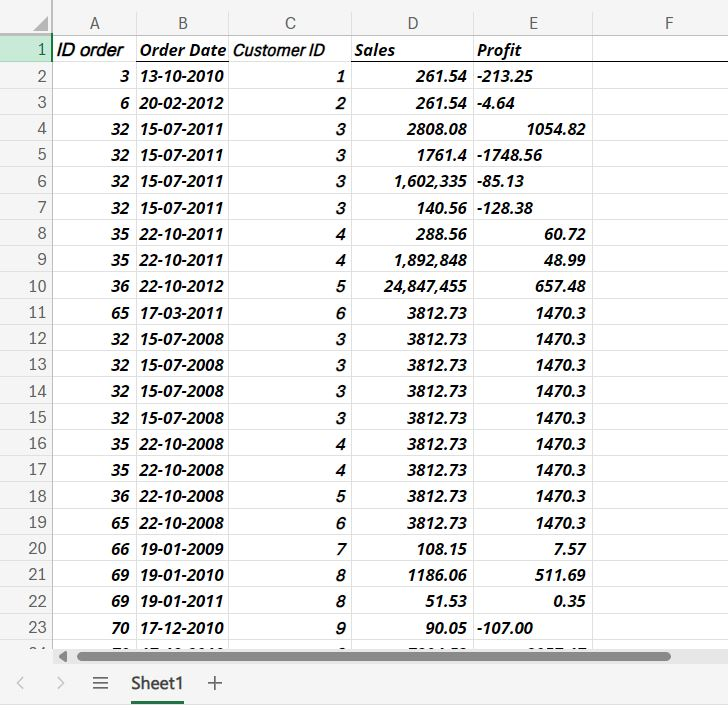 A B C D E F
1 ID order Order Date Customer ID Sales Profit
2 3 13-10-2010 1 261.54 -213.25
3 6 20-02-2012 2 261.54 -4.64
4 32 15-07-2011 3 2808.08 1054.82
5 32 15-07-2011 3 1761.4 -1748.56
6 32 15-07-2011 3 1,602,335 -85.13
7 32 15-07-2011 3 140.56 -128.38
8 35 22-10-2011 4 288.56 60.72
9 35 22-10-2011 4 1,892,848 48.99
10 36 22-10-2012 5 24,847,455 657.48
11 65 17-03-2011 6 3812.73 1470.3
12 32 15-07-2008 3 3812.73 1470.3
13 32 15-07-2008 3 3812.73 1470.3
14 32 15-07-2008 3 3812.73 1470.3
15 32 15-07-2008 3 3812.73 1470.3
16 35 22-10-2008 4 3812.73 1470.3
17 35 22-10-2008 4 3812.73 1470.3
18 36 22-10-2008 5 3812.73 1470.3
19 65 22-10-2008 6 3812.73 1470.3
20 66 19-01-2009 7 108.15 7.57
21 69 19-01-2010 8 1186.06 511.69
22 69 19-01-2011 8 51.53 0.35
23 70 17-12-2010 9 90.05 -107.00
Sheet1